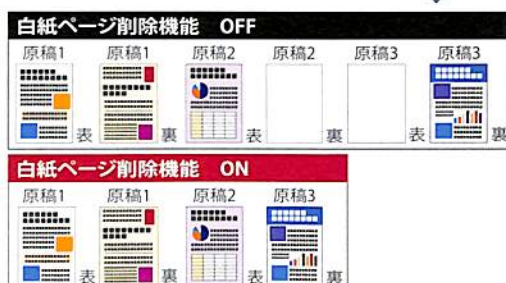 白紙ページ削除機能 OFF
原稿1 原稿1 原稿2 原稿2 原稿3 原稿3
表 裏 表 裏 表 裏
白紙ページ削除機能 ON
原稿1 原稿1 原稿2 原稿3
表 裏 表 裏